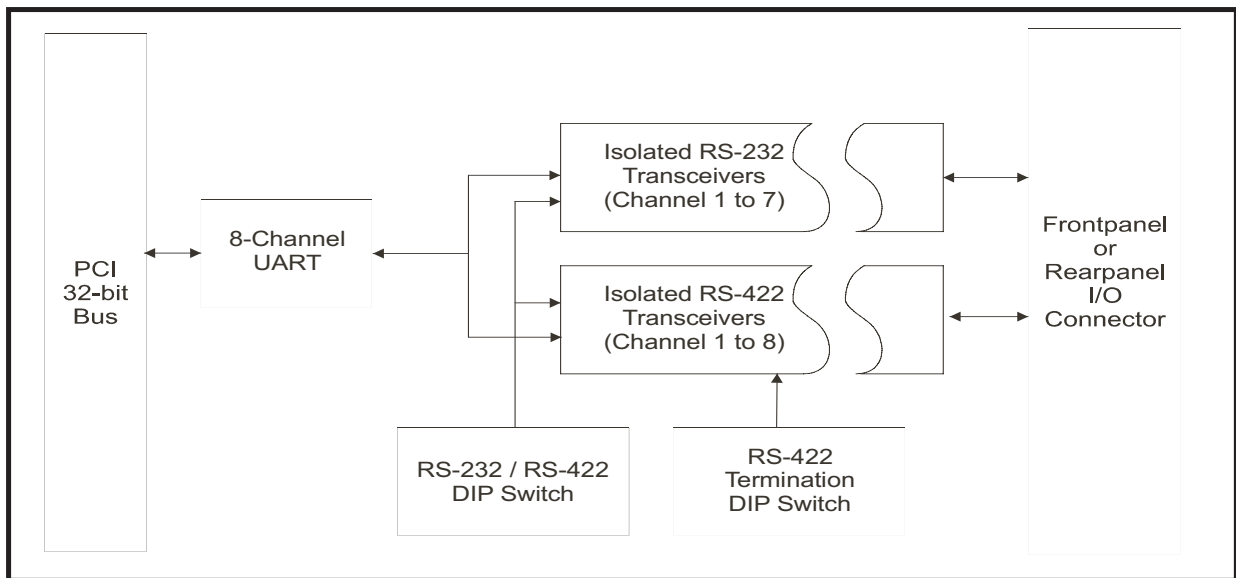 PCI
32-bit
Bus
8-Channel
UART
Isolated RS-232
Transceivers
(Channel 1 to 7)
Isolated RS-422
Transceivers
(Channel 1 to 8)
RS-232 / RS-422
DIP Switch
RS-422
Termination
DIP Switch
Frontpanel
or
Rearpanel
I/O
Connector